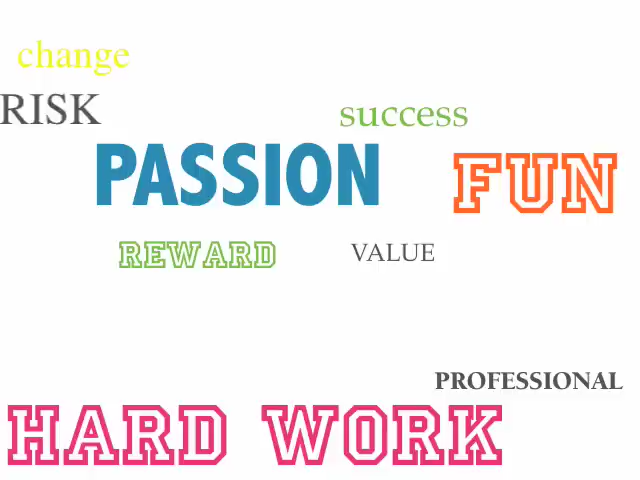 change
RISK
success
PASSION
FUN
REWARD
VALUE
PROFESSIONAL
HARD WORK